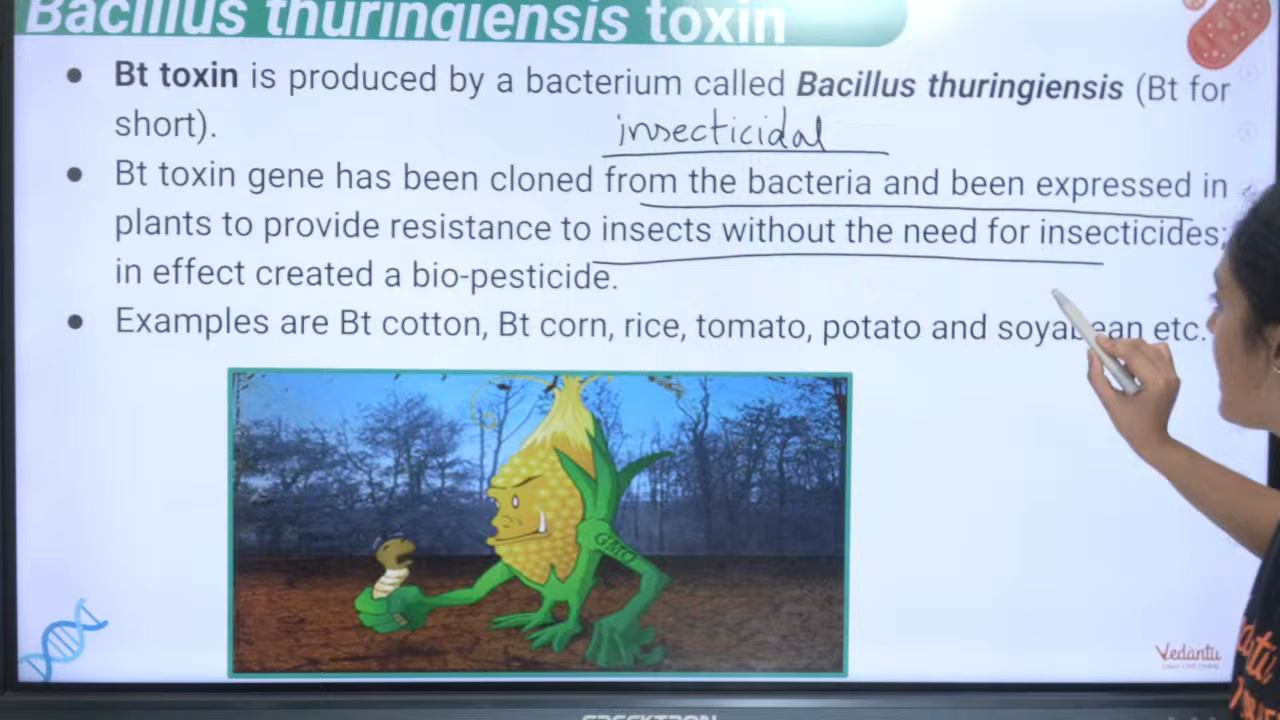 Bacillus thuringiensis toxin
• Bt toxin is produced by a bacterium called Bacillus thuringiensis (Bt for
short).
insecticidal
• Bt toxin gene has been cloned from the bacteria and been expressed in
plants to provide resistance to insects without the need for insecticides;
in effect created a bio-pesticide.
• Examples are Bt cotton, Bt corn, rice, tomato, potato and soyabean etc.
GMO
Vedantu